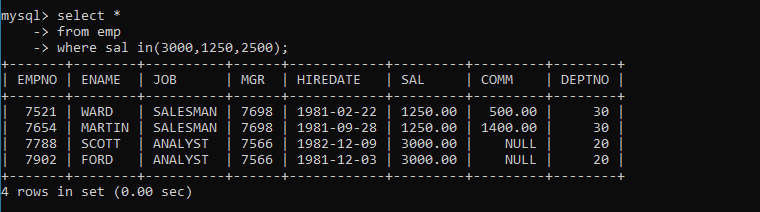 mysql> select *
    -> from emp
    -> where sal in(3000,1250,2500);
+-------+--------+----------+------+------------+---------+---------+--------+
| EMPNO | ENAME  | JOB      | MGR  | HIREDATE   | SAL     | COMM    | DEPTNO |
+-------+--------+----------+------+------------+---------+---------+--------+
|  7521 | WARD   | SALESMAN | 7698 | 1981-02-22 | 1250.00 |  500.00 |     30 |
|  7654 | MARTIN | SALESMAN | 7698 | 1981-09-28 | 1250.00 | 1400.00 |     30 |
|  7788 | SCOTT  | ANALYST  | 7566 | 1982-12-09 | 3000.00 |    NULL |     20 |
|  7902 | FORD   | ANALYST  | 7566 | 1981-12-03 | 3000.00 |    NULL |     20 |
+-------+--------+----------+------+------------+---------+---------+--------+
4 rows in set (0.00 sec)